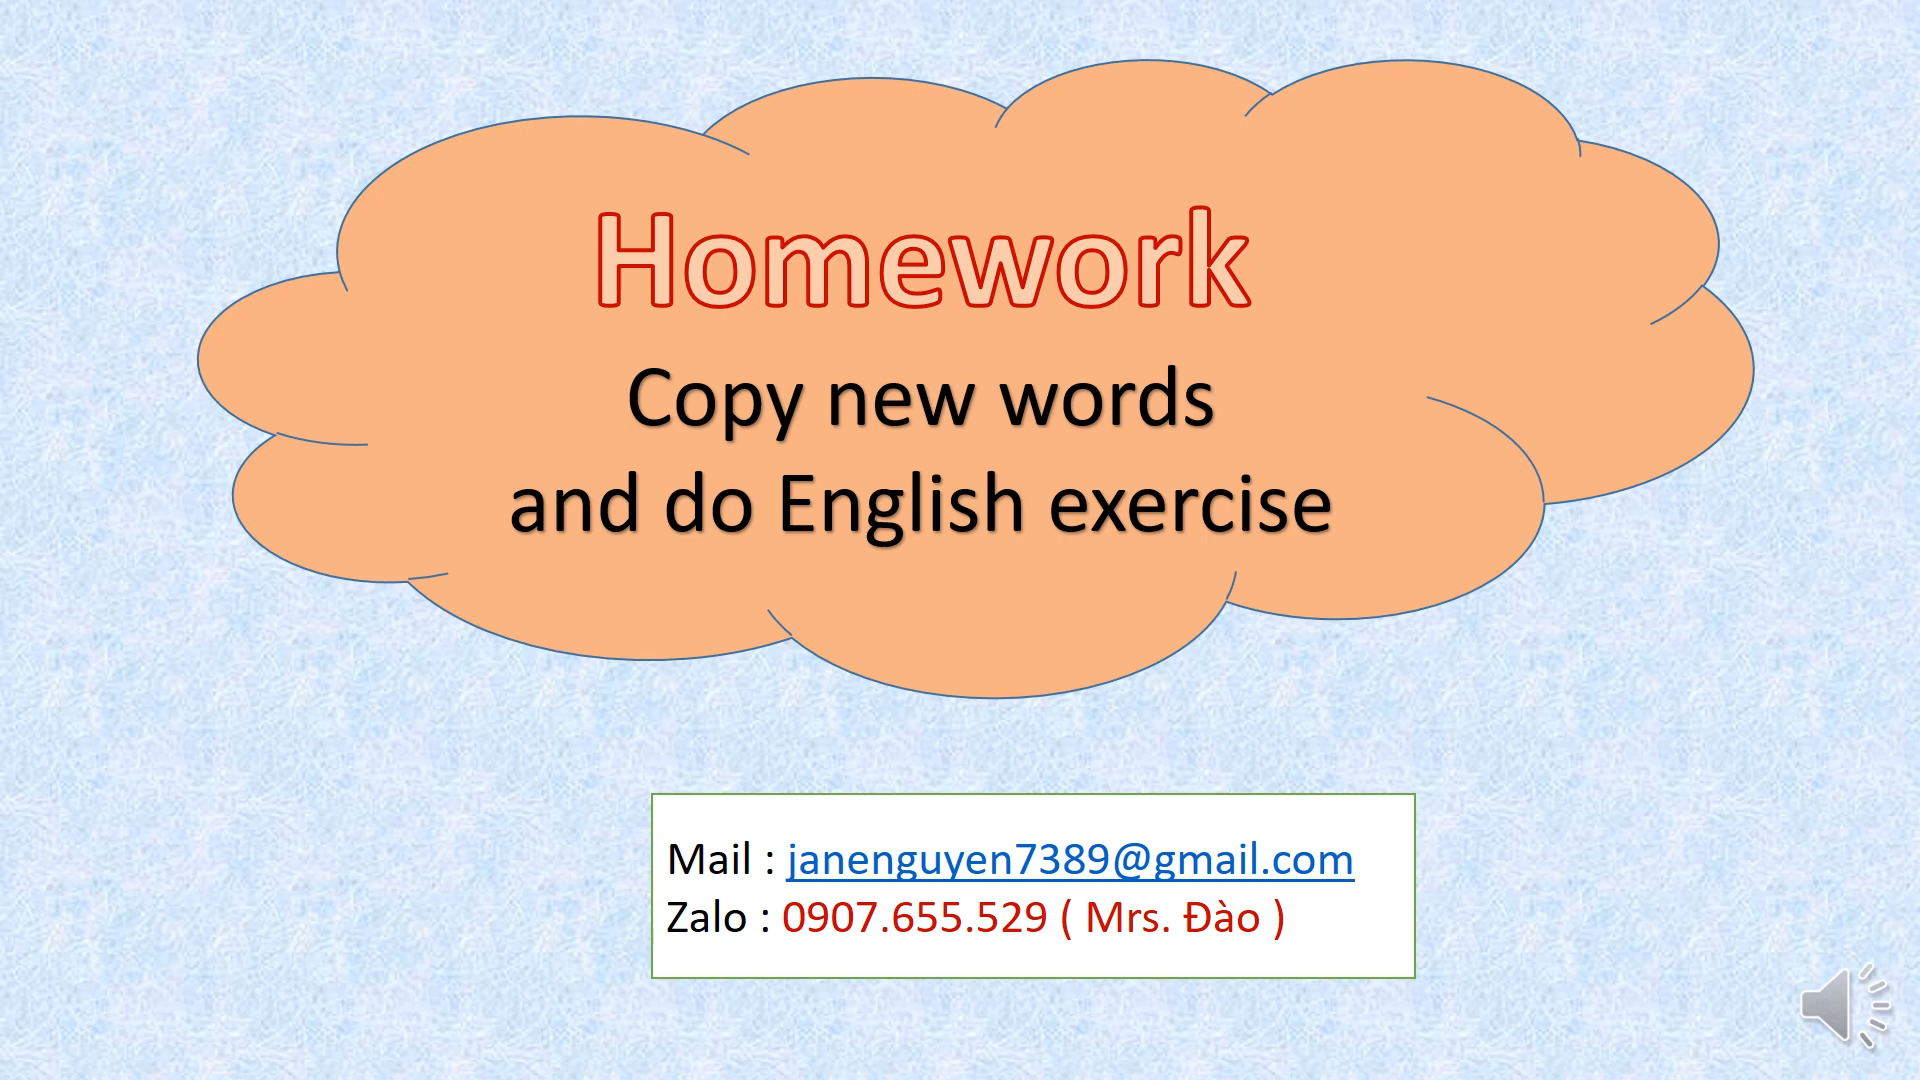 Homework
Copy new words
and do English exercise
Mail : janenguyen7389@gmail.com
Zalo : 0907.655.529 ( Mrs. Đào )